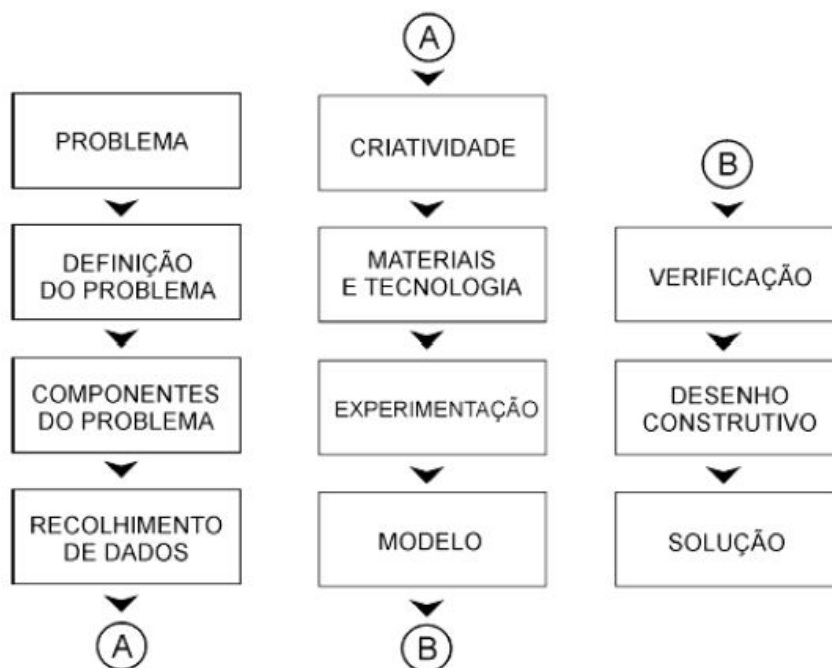 PROBLEMA
DEFINIÇÃO
DO PROBLEMA
COMPONENTES
DO PROBLEMA
RECOLHIMENTO
DE DADOS
A
A
CRIATIVIDADE
MATERIAIS
E TECNOLOGIA
EXPERIMENTAÇÃO
MODELO
B
B
VERIFICAÇÃO
DESENHO
CONSTRUTIVO
SOLUÇÃO